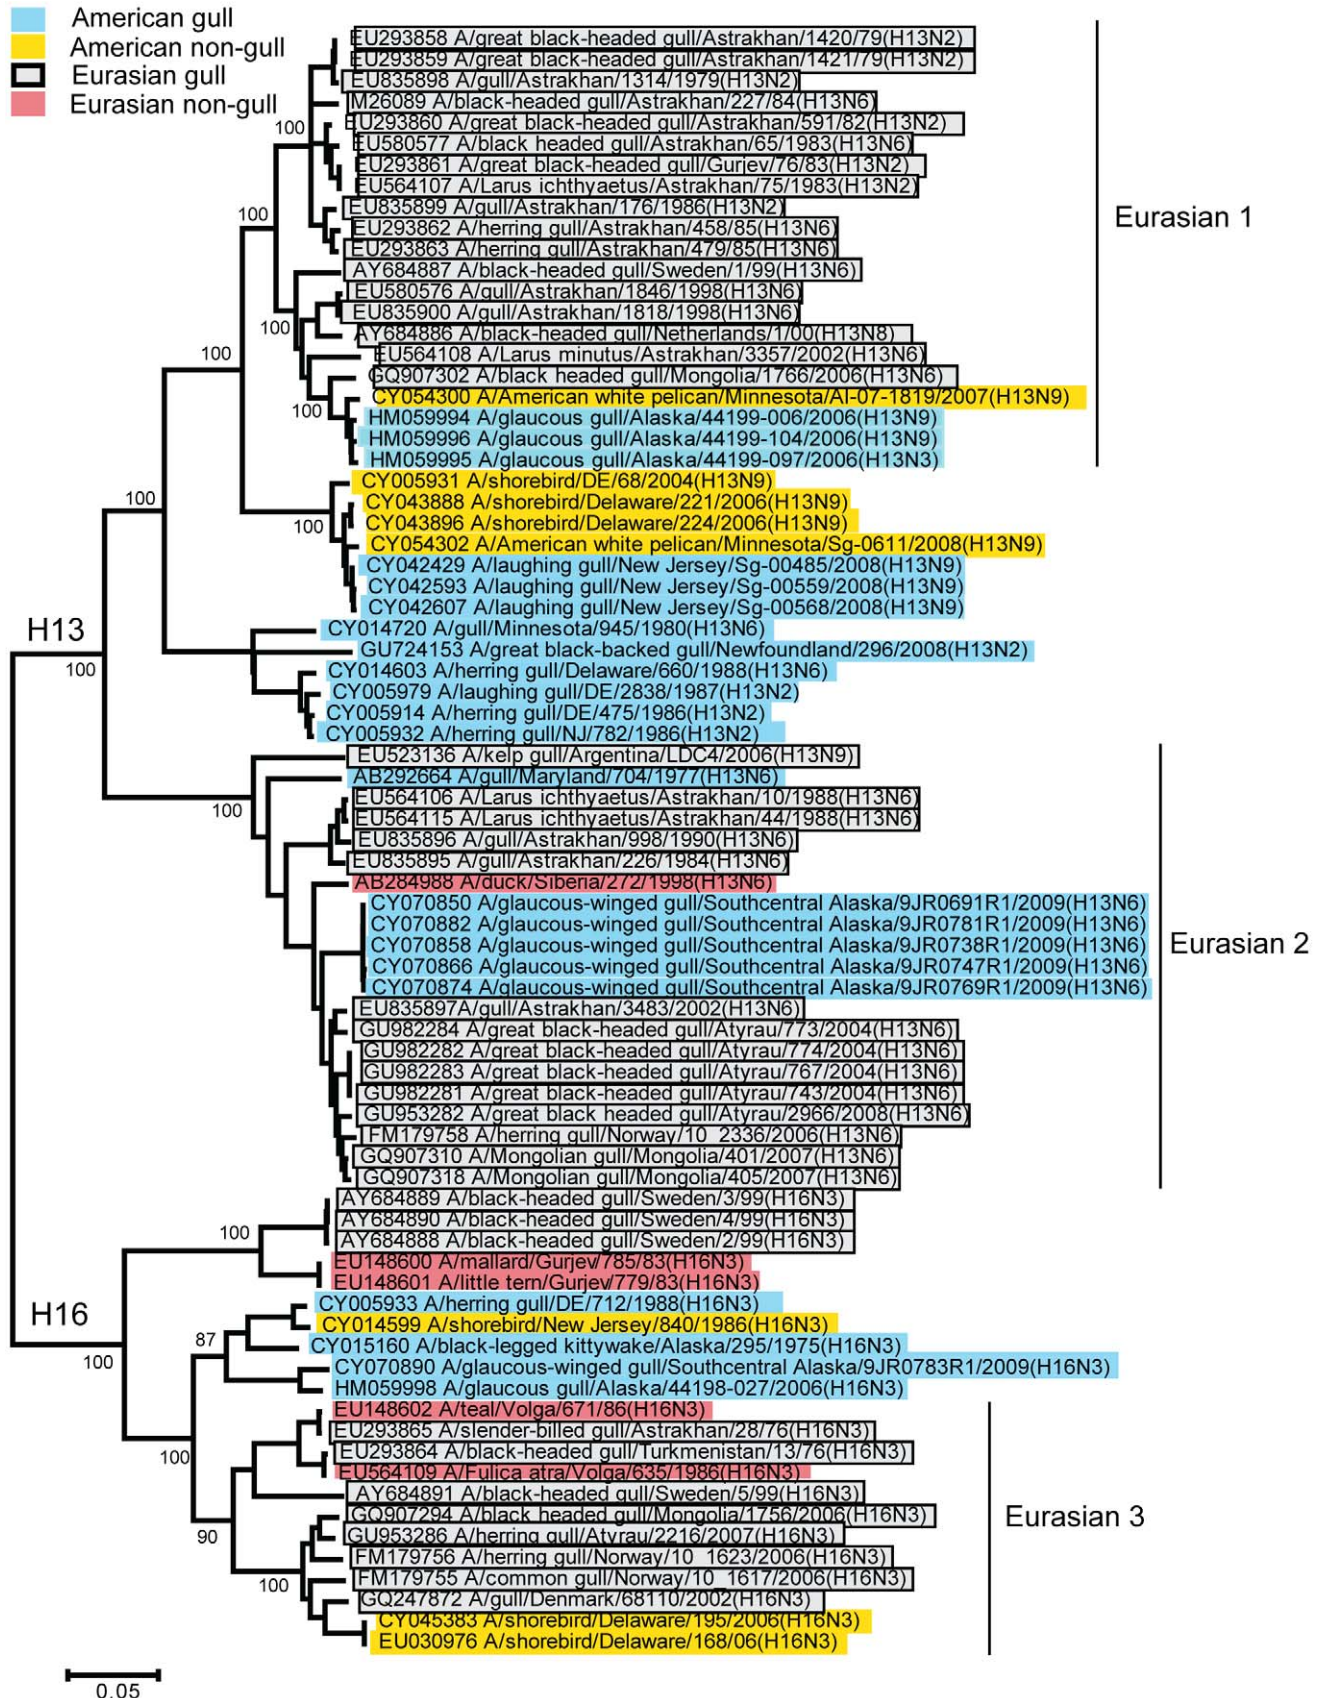 American gull
American non-gull
Eurasian gull
Eurasian non-gull
EU293858 A/great black-headed gull/Astrakhan/1420/79(H13N2)
EU293859 A/great black-headed gull/Astrakhan/1421/79(H13N2)
EU835898 A/gull/Astrakhan/1314/1979(H13N2)
M26089 A/black-headed gull/Astrakhan/227/84(H13N6)
EU293860 A/great black-headed gull/Astrakhan/591/82(H13N2)
EU580577 A/black headed gull/Astrakhan/65/1983(H13N6)
EU293861 A/great black-headed gull/Gurjev/76/83(H13N2)
EU564107 A/Larus ichthyaetus/Astrakhan/75/1983(H13N2)
EU835899 A/gull/Astrakhan/176/1986(H13N2)
EU293862 A/herring gull/Astrakhan/458/85(H13N6)
EU293863 A/herring gull/Astrakhan/479/85(H13N6)
AY684887 A/black-headed gull/Sweden/1/99(H13N6)
EU580576 A/gull/Astrakhan/1846/1998(H13N6)
EU835900 A/gull/Astrakhan/1818/1998(H13N6)
AY684886 A/black-headed gull/Netherlands/1/00(H13N8)
EU564108 A/Larus minutus/Astrakhan/3357/2002(H13N6)
GQ907302 A/black headed gull/Mongolia/1766/2006(H13N6)
CY054300 A/American white pelican/Minnesota/AI-07-1819/2007(H13N9)
HM059994 A/glaucous gull/Alaska/44199-006/2006(H13N9)
HM059996 A/glaucous gull/Alaska/44199-104/2006(H13N9)
HM059995 A/glaucous gull/Alaska/44199-097/2006(H13N3)
Eurasian 1
CY005931 A/shorebird/DE/68/2004(H13N9)
CY043888 A/shorebird/Delaware/221/2006(H13N9)
CY043896 A/shorebird/Delaware/224/2006(H13N9)
CY054302 A/American white pelican/Minnesota/Sg-0611/2008(H13N9)
CY042429 A/laughing gull/New Jersey/Sg-00485/2008(H13N9)
CY042593 A/laughing gull/New Jersey/Sg-00559/2008(H13N9)
CY042607 A/laughing gull/New Jersey/Sg-00568/2008(H13N9)
CY014720 A/gull/Minnesota/945/1980(H13N6)
GU724153 A/great black-backed gull/Newfoundland/296/2008(H13N2)
CY014603 A/herring gull/Delaware/660/1988(H13N6)
CY005979 A/laughing gull/DE/2838/1987(H13N2)
CY005914 A/herring gull/DE/475/1986(H13N2)
CY005932 A/herring gull/NJ/782/1986(H13N2)
EU523136 A/kelp gull/Argentina/LDC4/2006(H13N9)
AB292664 A/gull/Maryland/704/1977(H13N6)
EU564106 A/Larus ichthyaetus/Astrakhan/10/1988(H13N6)
EU564115 A/Larus ichthyaetus/Astrakhan/44/1988(H13N6)
EU835896 A/gull/Astrakhan/998/1990(H13N6)
EU835895 A/gull/Astrakhan/226/1984(H13N6)
AB284988 A/duck/Siberia/272/1998(H13N6)
CY070850 A/glaucous-winged gull/Southcentral Alaska/9JR0691R1/2009(H13N6)
CY070882 A/glaucous-winged gull/Southcentral Alaska/9JR0781R1/2009(H13N6)
CY070858 A/glaucous-winged gull/Southcentral Alaska/9JR0738R1/2009(H13N6)
CY070866 A/glaucous-winged gull/Southcentral Alaska/9JR0747R1/2009(H13N6)
CY070874 A/glaucous-winged gull/Southcentral Alaska/9JR0769R1/2009(H13N6)
EU835897A/gull/Astrakhan/3483/2002(H13N6)
GU982284 A/great black-headed gull/Atyrau/773/2004(H13N6)
GU982282 A/great black-headed gull/Atyrau/774/2004(H13N6)
GU982283 A/great black-headed gull/Atyrau/767/2004(H13N6)
GU982281 A/great black-headed gull/Atyrau/743/2004(H13N6)
GU953282 A/great black headed gull/Atyrau/2966/2008(H13N6)
FM179758 A/herring gull/Norway/10_2336/2006(H13N6)
GQ907310 A/Mongolian gull/Mongolia/401/2007(H13N6)
GQ907318 A/Mongolian gull/Mongolia/405/2007(H13N6)
Eurasian 2
AY684889 A/black-headed gull/Sweden/3/99(H16N3)
AY684890 A/black-headed gull/Sweden/4/99(H16N3)
AY684888 A/black-headed gull/Sweden/2/99(H16N3)
EU148600 A/mallard/Gurjev/785/83(H16N3)
EU148601 A/little tern/Gurjev/779/83(H16N3)
CY005933 A/herring gull/DE/712/1988(H16N3)
CY014599 A/shorebird/New Jersey/840/1986(H16N3)
CY015160 A/black-legged kittywake/Alaska/295/1975(H16N3)
CY070890 A/glaucous-winged gull/Southcentral Alaska/9JR0783R1/2009(H16N3)
HM059998 A/glaucous gull/Alaska/44198-027/2006(H16N3)
EU148602 A/teal/Volga/671/86(H16N3)
EU293865 A/slender-billed gull/Astrakhan/28/76(H16N3)
EU293864 A/black-headed gull/Turkmenistan/13/76(H16N3)
EU564109 A/Fulica atra/Volga/635/1986(H16N3)
AY684891 A/black-headed gull/Sweden/5/99(H16N3)
GQ907294 A/black headed gull/Mongolia/1756/2006(H16N3)
GU953286 A/herring gull/Atyrau/2216/2007(H16N3)
FM179756 A/herring gull/Norway/10_1623/2006(H16N3)
FM179755 A/common gull/Norway/10_1617/2006(H16N3)
GQ247872 A/gull/Denmark/68110/2002(H16N3)
CY045383 A/shorebird/Delaware/195/2006(H16N3)
EU030976 A/shorebird/Delaware/168/06(H16N3)
Eurasian 3
100
100
100
100
100
100
100
H13
100
100
100
H16
87
100
100
90
100
0.05